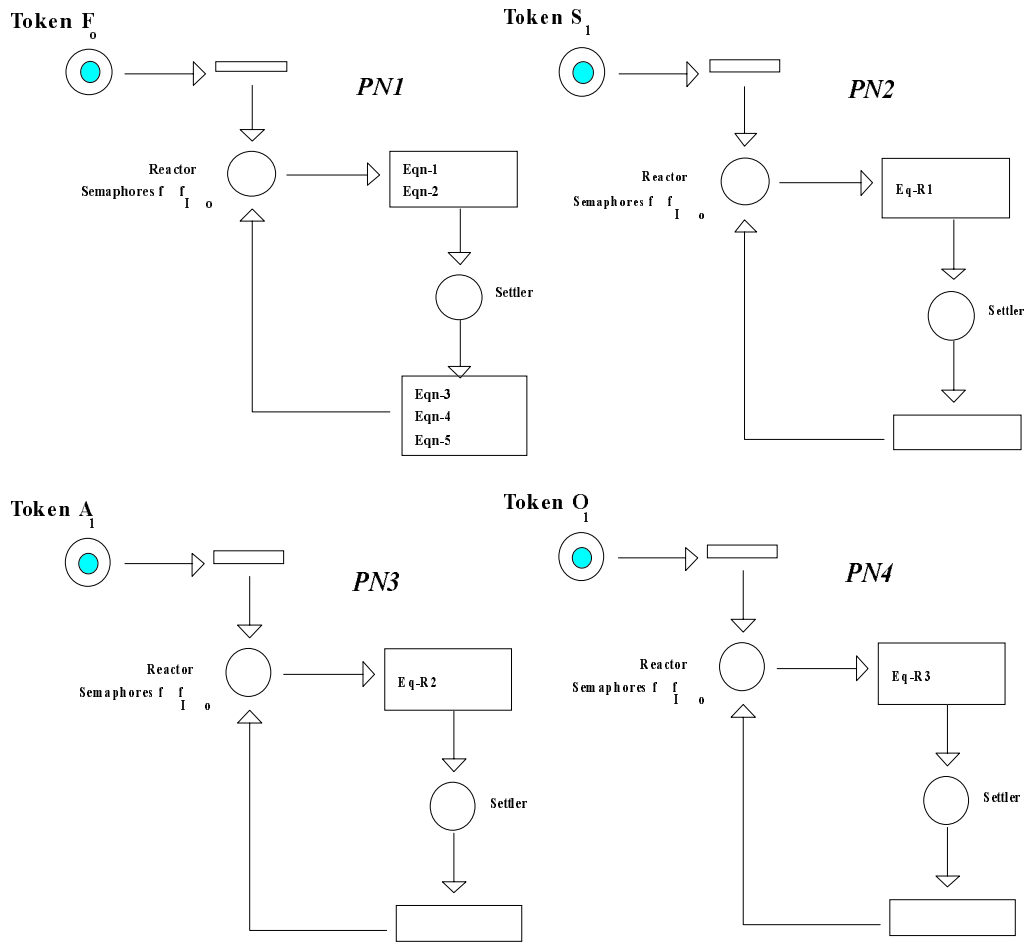 Token F
o
PN1
Reactor
Semaphores f f
I o
Eqn-1
Eqn-2
Settler
Eqn-3
Eqn-4
Eqn-5
Token S
1
PN2
Reactor
Semaphores f f
I o
Eq-R1
Settler
Token A
1
PN3
Reactor
Semaphores f f
I o
Eq-R2
Settler
Token O
1
PN4
Reactor
Semaphores f f
I o
Eq-R3
Settler